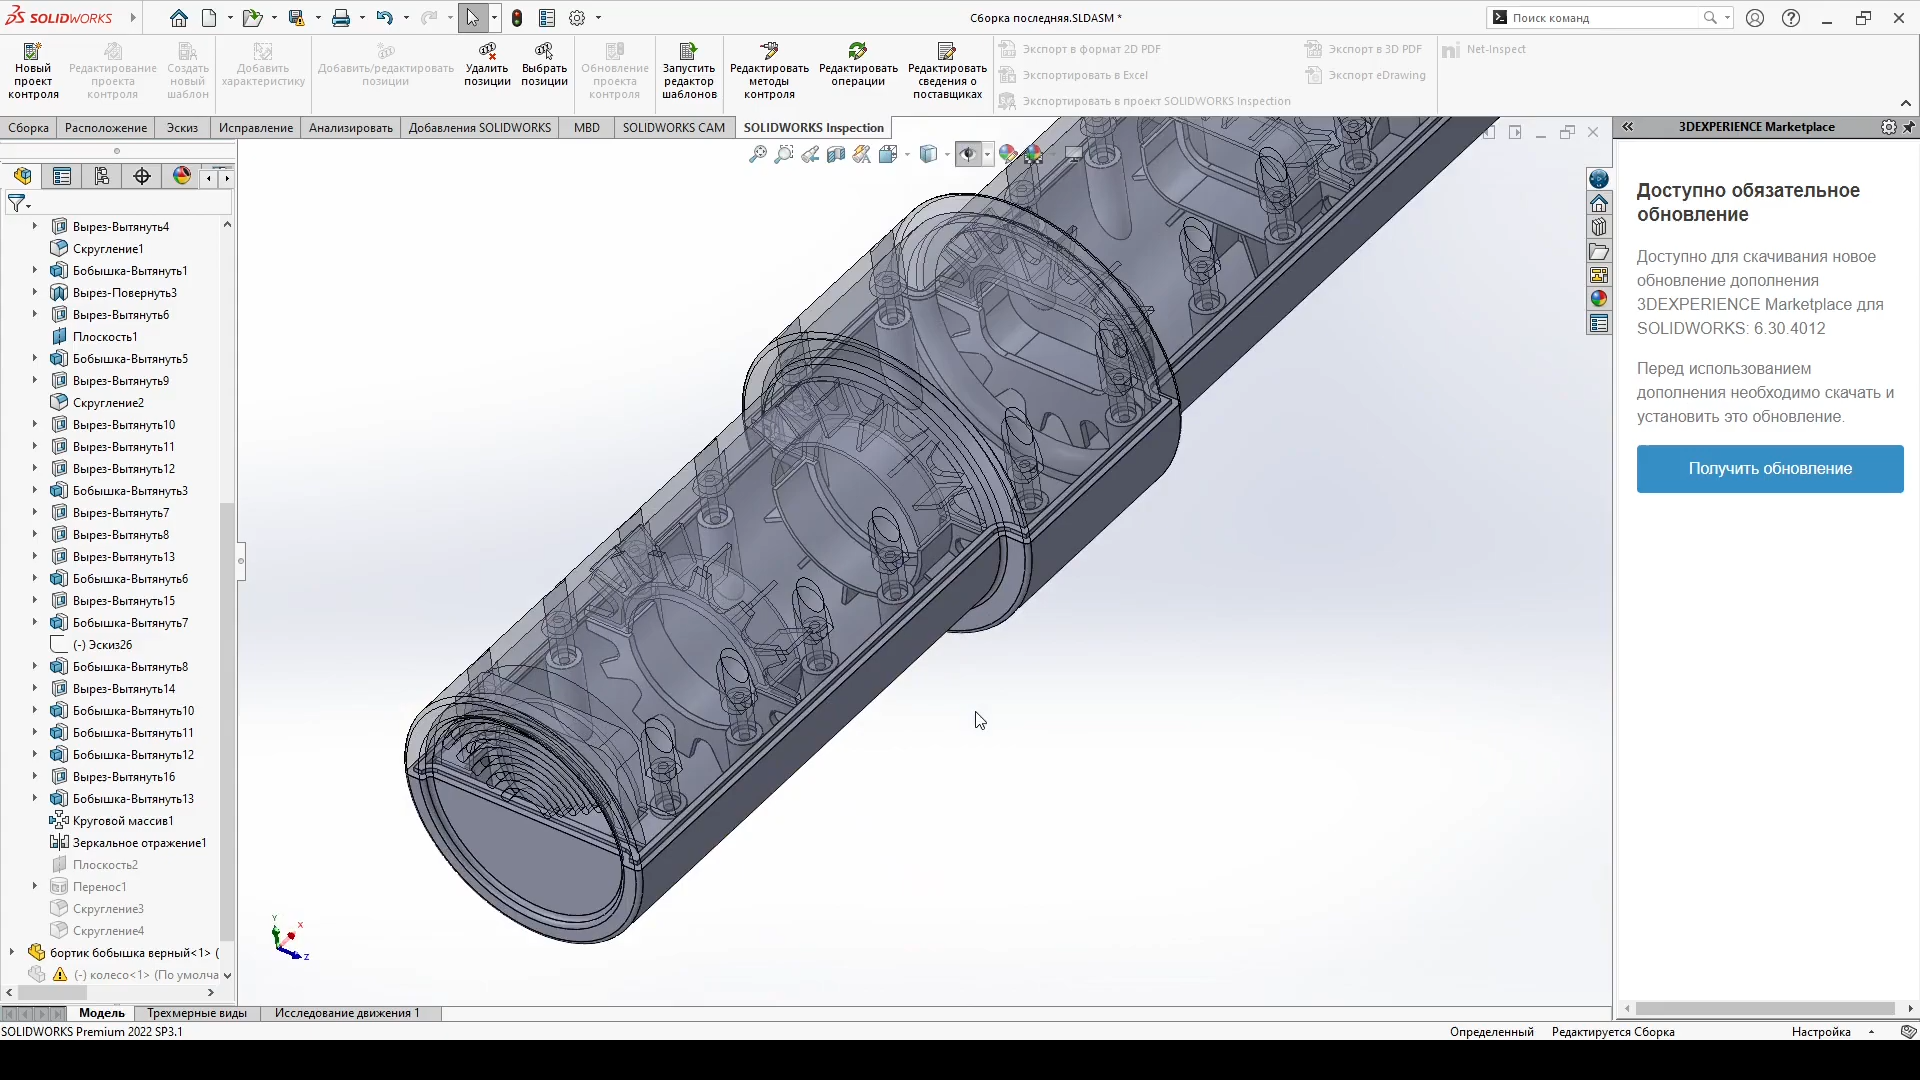 SOLIDWORKS
Сборка последняя.SLDASM *
Поиск команд
Новый проект контроля
Редактирование проекта контроля
Создать новый шаблон
Добавить характеристику
Добавить/редактировать позиции
Удалить позиции
Выбрать позиции
Обновление проекта контроля
Запустить редактор шаблонов
Редактировать методы контроля
Редактировать операции
Редактировать сведения о поставщиках
Экспорт в формат 2D PDF
Экспортировать в Excel
Экспортировать в проект SOLIDWORKS Inspection
Экспорт в 3D PDF
Экспорт eDrawing
Net-Inspect
Сборка
Расположение
Эскиз
Исправление
Анализировать
Добавления SOLIDWORKS
MBD
SOLIDWORKS CAM
SOLIDWORKS Inspection
Вырез-Вытянуть4
Скругление1
Бобышка-Вытянуть1
Вырез-Повернуть3
Вырез-Вытянуть6
Плоскость1
Бобышка-Вытянуть5
Вырез-Вытянуть9
Скругление2
Вырез-Вытянуть10
Вырез-Вытянуть11
Вырез-Вытянуть12
Бобышка-Вытянуть3
Вырез-Вытянуть7
Вырез-Вытянуть8
Вырез-Вытянуть13
Бобышка-Вытянуть6
Вырез-Вытянуть15
Бобышка-Вытянуть7
(-) Эскиз26
Бобышка-Вытянуть8
Вырез-Вытянуть14
Бобышка-Вытянуть10
Бобышка-Вытянуть11
Бобышка-Вытянуть12
Вырез-Вытянуть16
Бобышка-Вытянуть13
Круговой массив1
Зеркальное отражение1
Плоскость2
Перенос1
Скругление3
Скругление4
бортик бобышка верный<1> (
(-) колесо<1> (По умолча
Y
X
Z
3DEXPERIENCE Marketplace
Доступно обязательное
обновление
Доступно для скачивания новое
обновление дополнения
3DEXPERIENCE Marketplace для
SOLIDWORKS: 6.30.4012
Перед использованием
дополнения необходимо скачать и
установить это обновление.
Получить обновление
Модель
Трехмерные виды
Исследование движения 1
SOLIDWORKS Premium 2022 SP3.1
Определенный
Редактируется Сборка
Настройка